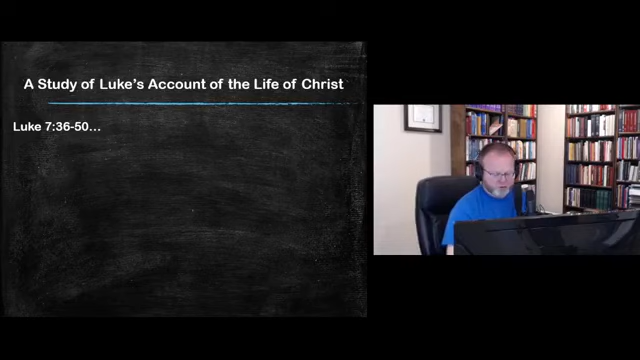 A Study of Luke's Account of the Life of Christ
Luke 7:36-50...